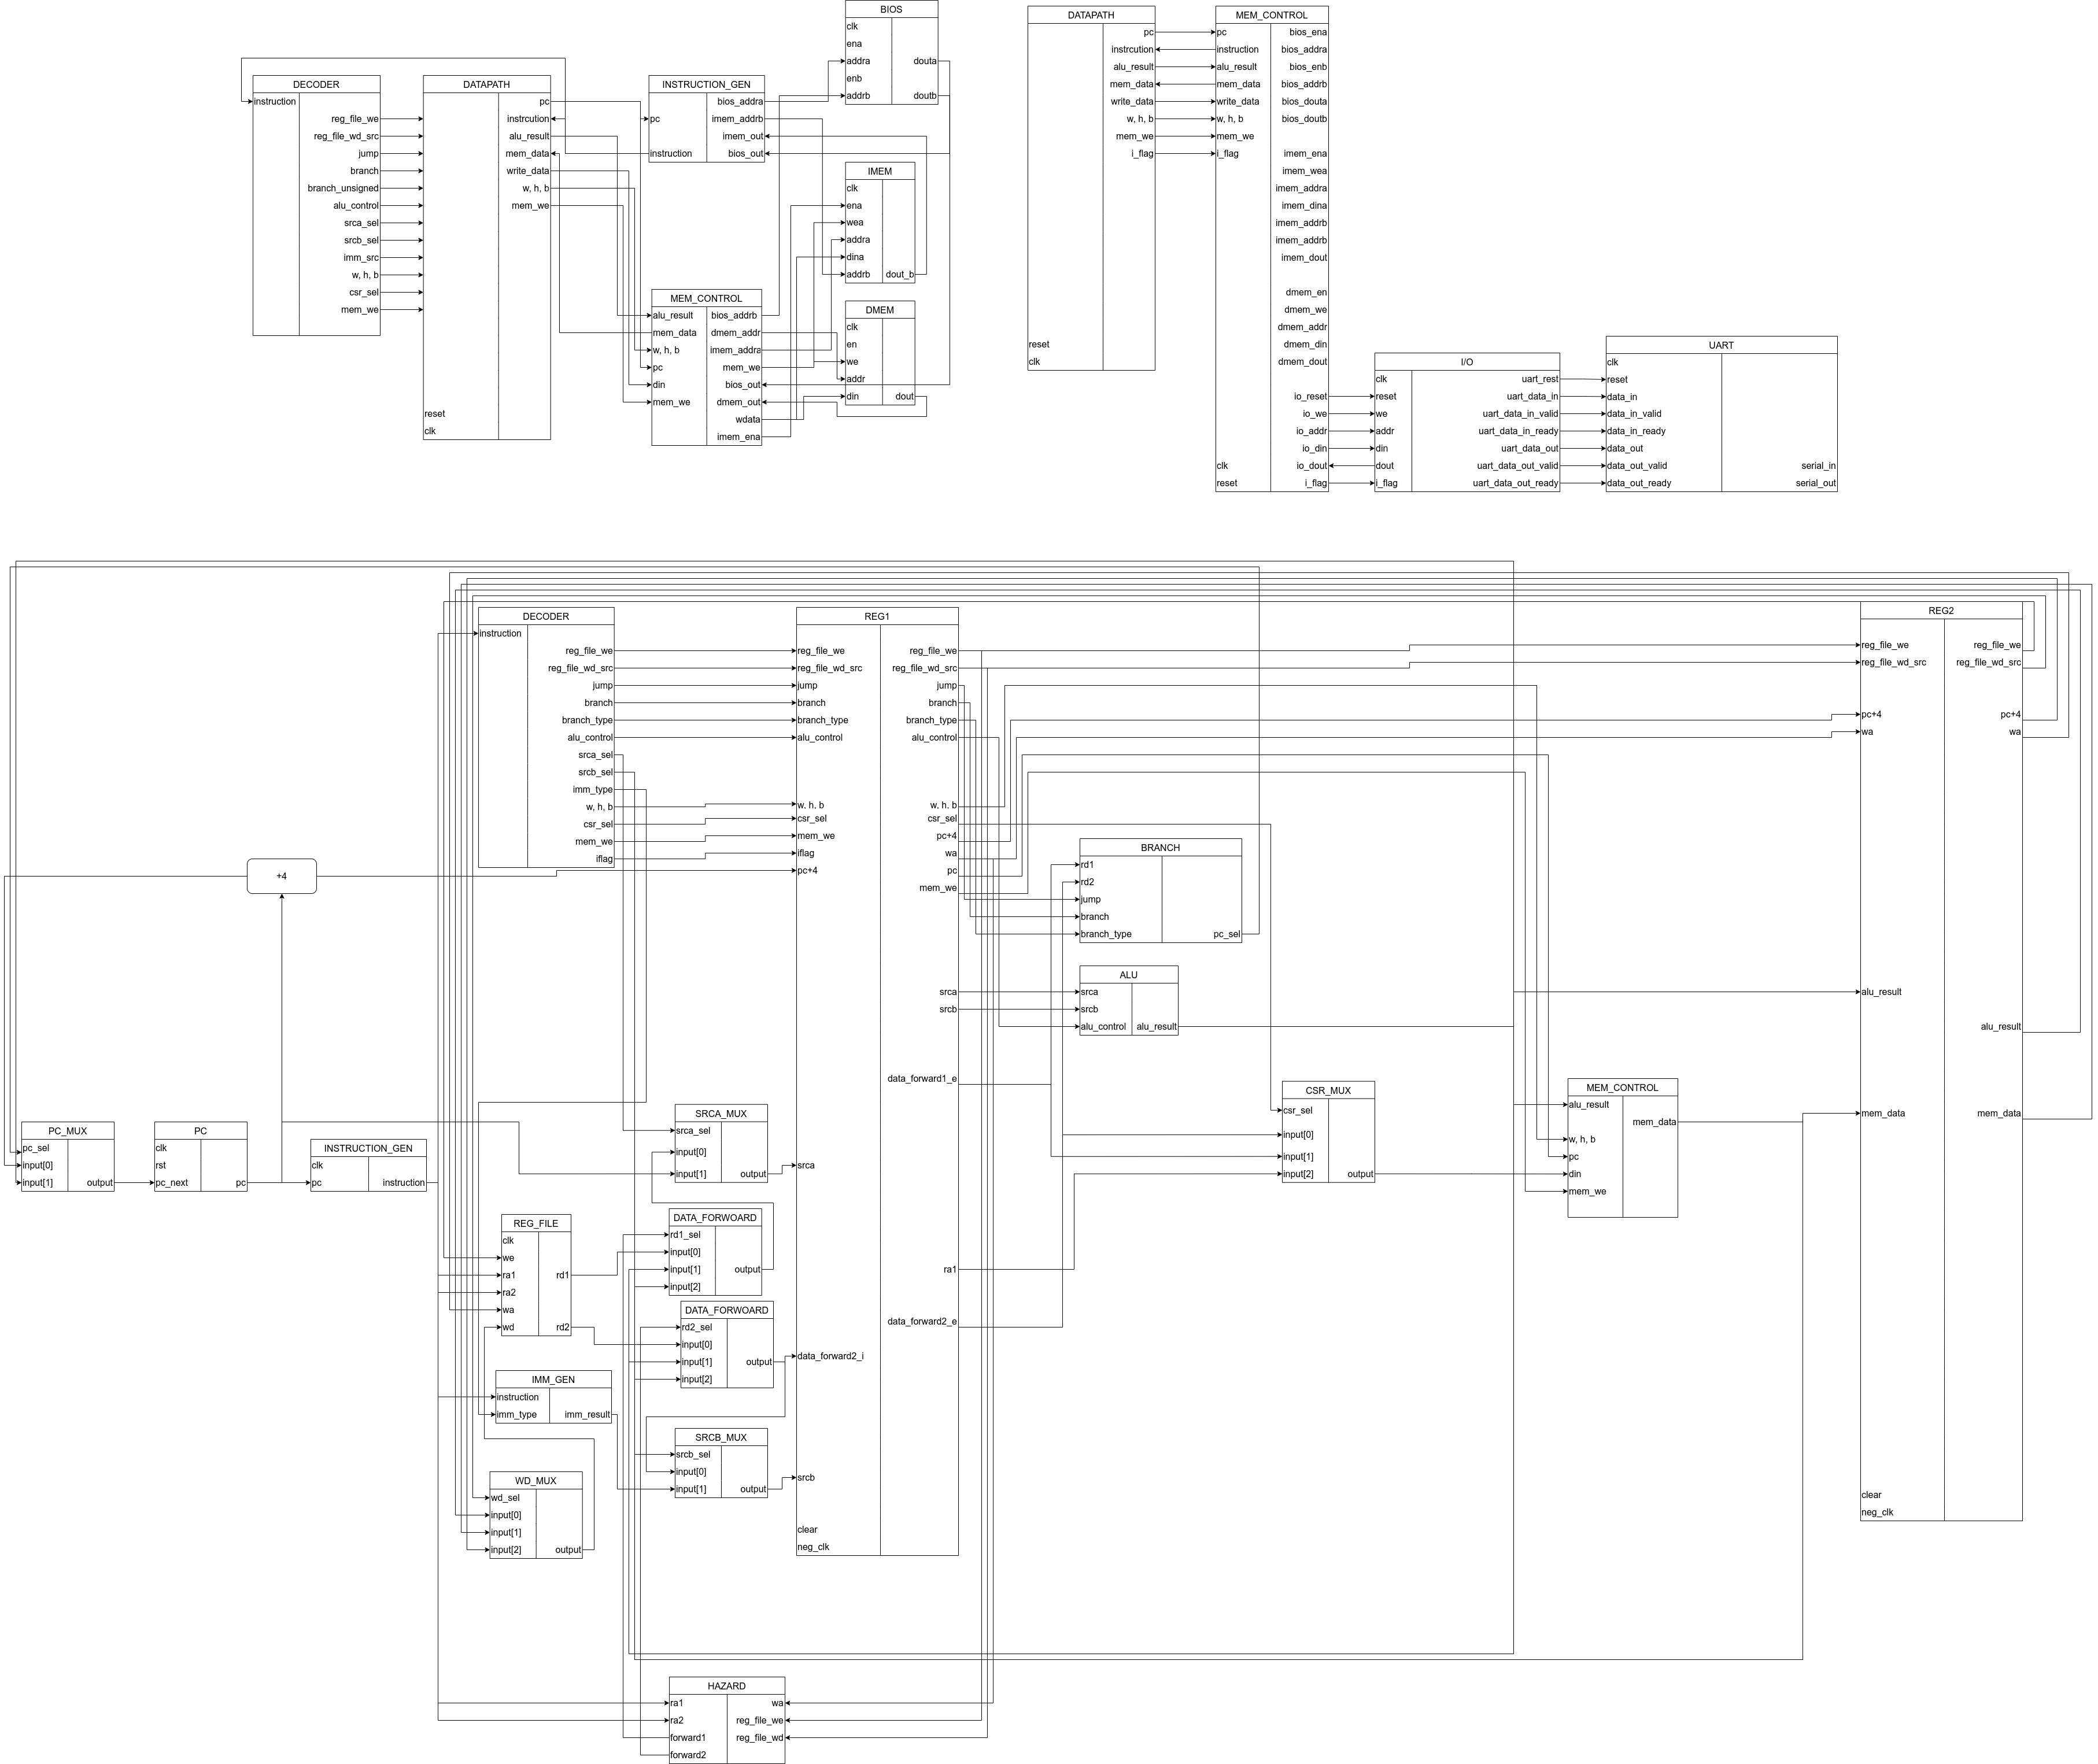 BIOS
clk
ena
addra
enb
addrb
douta
doutb
DECODER
instruction
reg_file_we
reg_file_wd_src
jump
branch
branch_unsigned
alu_control
srca_sel
srcb_sel
imm_src
w, h, b
csr_sel
mem_we
DATAPATH
pc
instrcution
alu_result
mem_data
write_data
w, h, b
mem_we
reset
clk
INSTRUCTION_GEN
pc
instruction
bios_addra
imem_addrb
imem_out
bios_out
IMEM
clk
ena
wea
addra
dina
addrb
dout_b
MEM_CONTROL
alu_result
mem_data
w, h, b
pc
din
mem_we
bios_addrb
dmem_addr
imem_addra
mem_we
bios_out
dmem_out
wdata
imem_ena
DMEM
clk
en
we
addr
din
dout
DATAPATH
pc
instrcution
alu_result
mem_data
write_data
w, h, b
mem_we
i_flag
reset
clk
MEM_CONTROL
pc
instruction
alu_result
mem_data
write_data
w, h, b
mem_we
i_flag
clk
reset
bios_ena
bios_addra
bios_enb
bios_addrb
bios_douta
bios_doutb
imem_ena
imem_wea
imem_addra
imem_dina
imem_addrb
imem_addrb
imem_dout
dmem_en
dmem_we
dmem_addr
dmem_din
dmem_dout
io_reset
io_we
io_addr
io_din
io_dout
i_flag
I/O
clk
reset
we
addr
din
dout
i_flag
uart_rest
uart_data_in
uart_data_in_valid
uart_data_in_ready
uart_data_out
uart_data_out_valid
uart_data_out_ready
UART
clk
reset
data_in
data_in_valid
data_in_ready
data_out
data_out_valid
data_out_ready
serial_in
serial_out
DECODER
instruction
reg_file_we
reg_file_wd_src
jump
branch
branch_type
alu_control
srca_sel
srcb_sel
imm_type
w, h, b
csr_sel
mem_we
iflag
REG1
reg_file_we
reg_file_wd_src
jump
branch
branch_type
alu_control
w, h, b
csr_sel
mem_we
iflag
pc+4
srca
data_forward2_i
srcb
clear
neg_clk
reg_file_we
reg_file_wd_src
jump
branch
branch_type
alu_control
w, h, b
csr_sel
pc+4
wa
pc
mem_we
srca
srcb
data_forward1_e
ra1
data_forward2_e
REG2
reg_file_we
reg_file_wd_src
pc+4
wa
alu_result
mem_data
clear
neg_clk
reg_file_we
reg_file_wd_src
pc+4
wa
alu_result
mem_data
+4
BRANCH
rd1
rd2
jump
branch
branch_type
pc_sel
ALU
srca
srcb
alu_control
alu_result
CSR_MUX
csr_sel
input[0]
input[1]
input[2]
output
MEM_CONTROL
alu_result
w, h, b
pc
din
mem_we
mem_data
PC_MUX
pc_sel
input[0]
input[1]
output
PC
clk
rst
pc_next
pc
INSTRUCTION_GEN
clk
pc
instruction
SRCA_MUX
srca_sel
input[0]
input[1]
output
REG_FILE
clk
we
ra1
ra2
wa
wd
rd1
rd2
DATA_FORWOARD
rd1_sel
input[0]
input[1]
input[2]
output
DATA_FORWOARD
rd2_sel
input[0]
input[1]
input[2]
output
IMM_GEN
instruction
imm_type
imm_result
SRCB_MUX
srcb_sel
input[0]
input[1]
output
WD_MUX
wd_sel
input[0]
input[1]
input[2]
output
HAZARD
ra1
ra2
forward1
forward2
wa
reg_file_we
reg_file_wd